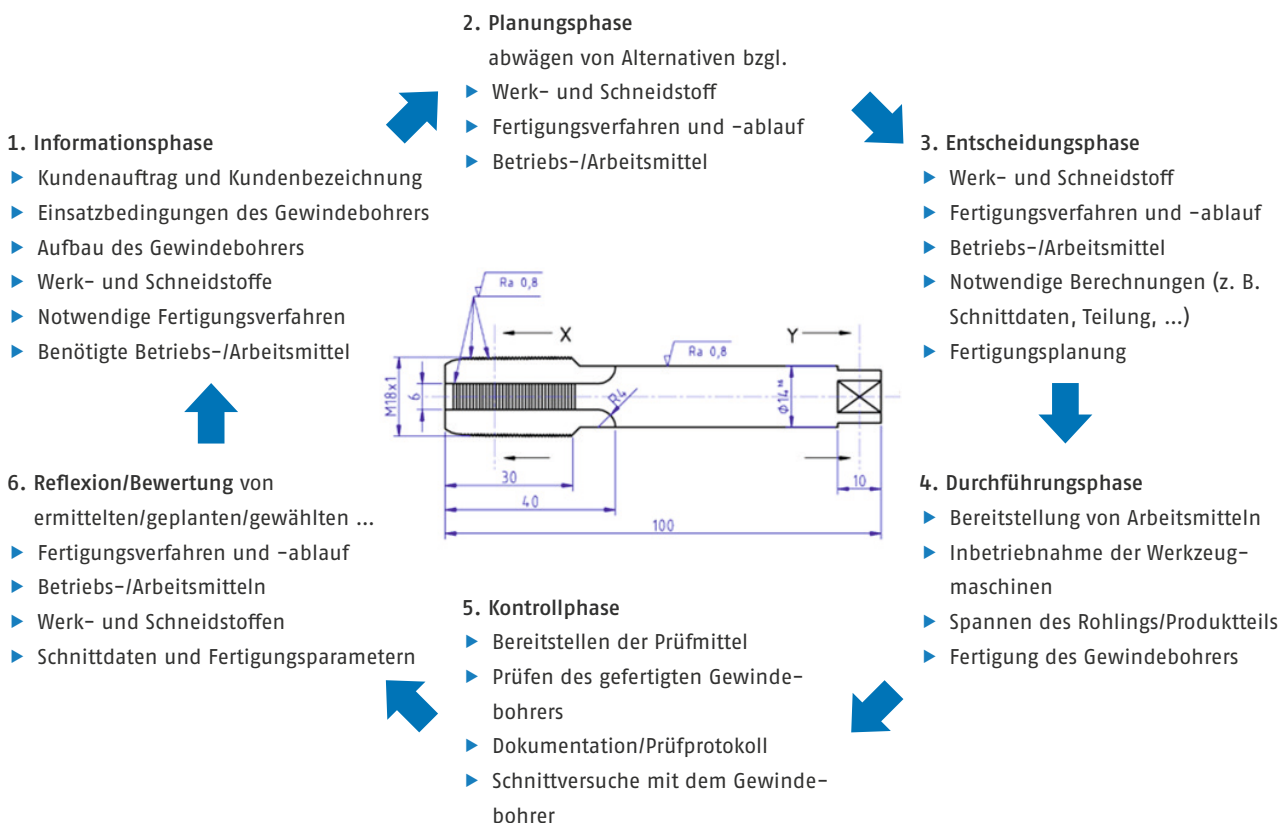 1. Informationsphase
▶ Kundenauftrag und Kundenbezeichnung
▶ Einsatzbedingungen des Gewindebohrers
▶ Aufbau des Gewindebohrers
▶ Werk- und Schneidstoffe
▶ Notwendige Fertigungsverfahren
▶ Benötigte Betriebs-/Arbeitsmittel
2. Planungsphase
abwägen von Alternativen bzgl.
▶ Werk- und Schneidstoff
▶ Fertigungsverfahren und -ablauf
▶ Betriebs-/Arbeitsmittel
3. Entscheidungsphase
▶ Werk- und Schneidstoff
▶ Fertigungsverfahren und -ablauf
▶ Betriebs-/Arbeitsmittel
▶ Notwendige Berechnungen (z. B.
Schnittdaten, Teilung, ...)
▶ Fertigungsplanung
Ra 0,8
X
Y
Ra 0,8
M18x1
6
R4
30
40
100
10
4. Durchführungsphase
▶ Bereitstellung von Arbeitsmitteln
▶ Inbetriebnahme der Werkzeug-
maschinen
▶ Spannen des Rohlings/Produktteils
▶ Fertigung des Gewindebohrers
5. Kontrollphase
▶ Bereitstellen der Prüfmittel
▶ Prüfen des gefertigten Gewinde-
bohrers
▶ Dokumentation/Prüfprotokoll
▶ Schnittversuche mit dem Gewinde-
bohrer
6. Reflexion/Bewertung von
ermittelten/geplanten/gewählten ...
▶ Fertigungsverfahren und -ablauf
▶ Betriebs-/Arbeitsmitteln
▶ Werk- und Schneidstoffen
▶ Schnittdaten und Fertigungsparametern